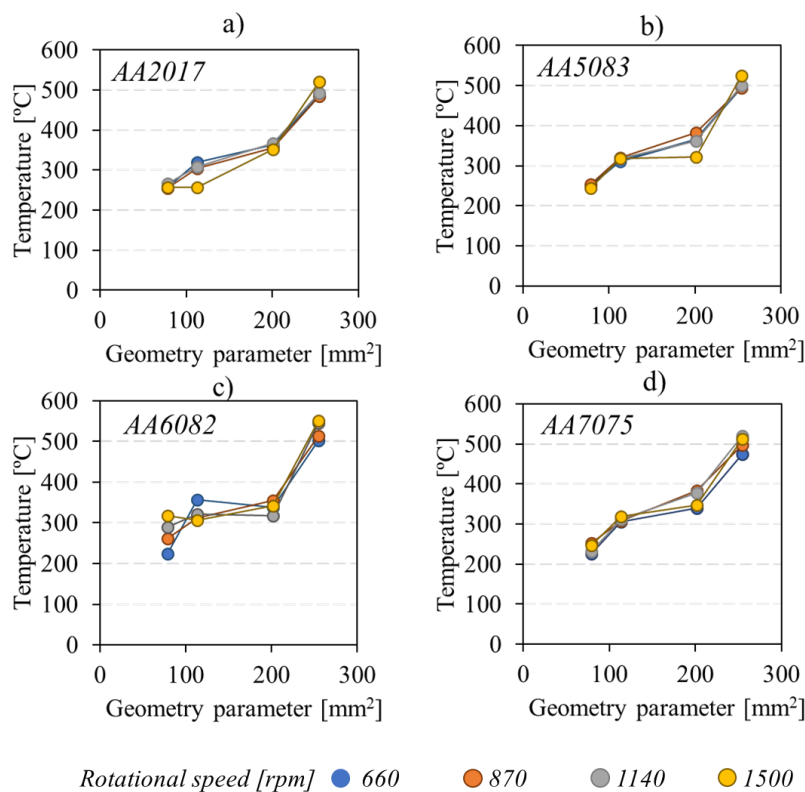 a)
AA2017
600
500
400
300
200
100
0
0 100 200 300
Temperature [ºC]
Geometry parameter [mm²]
b)
AA5083
600
500
400
300
200
100
0
0 100 200 300
Temperature [ºC]
Geometry parameter [mm²]
c)
AA6082
600
500
400
300
200
100
0
0 100 200 300
Temperature [ºC]
Geometry parameter [mm²]
d)
AA7075
600
500
400
300
200
100
0
0 100 200 300
Temperature [ºC]
Geometry parameter [mm²]
Rotational speed [rpm] 660 870 1140 1500